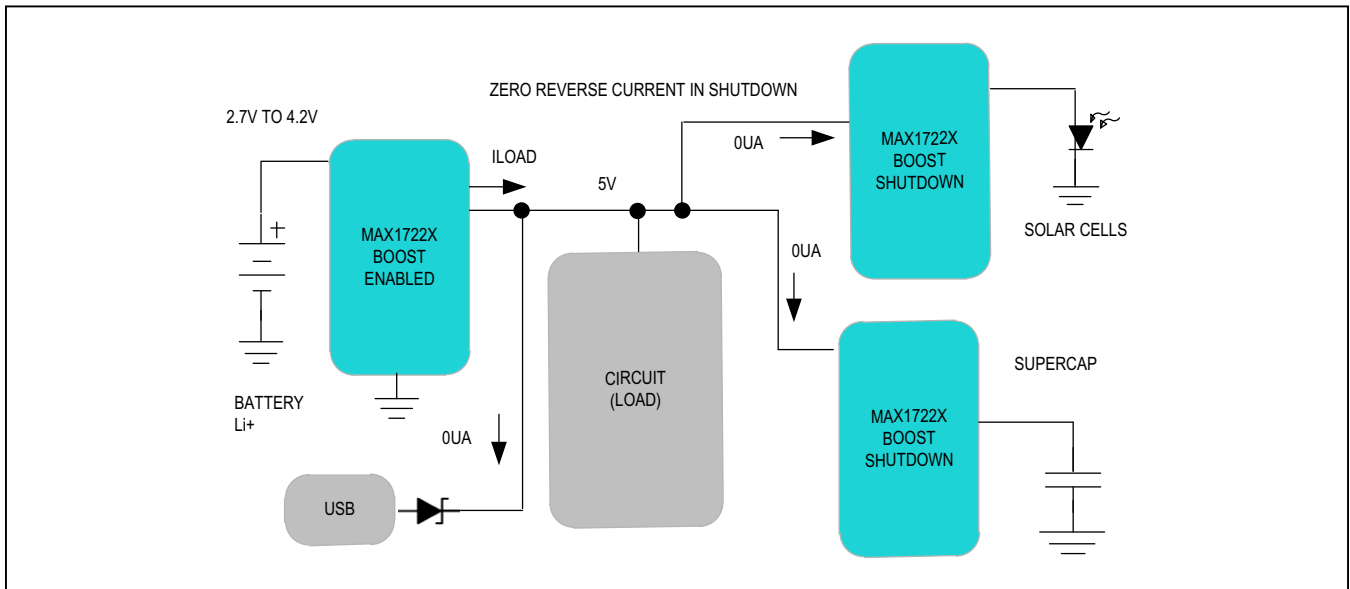 ZERO REVERSE CURRENT IN SHUTDOWN
2.7V TO 4.2V
ILOAD
5V
0UA
MAX1722X
BOOST
SHUTDOWN
SOLAR CELLS
+
MAX1722X
BOOST
ENABLED
0UA
BATTERY
Li+
0UA
CIRCUIT
(LOAD)
SUPERCAP
MAX1722X
BOOST
SHUTDOWN
USB